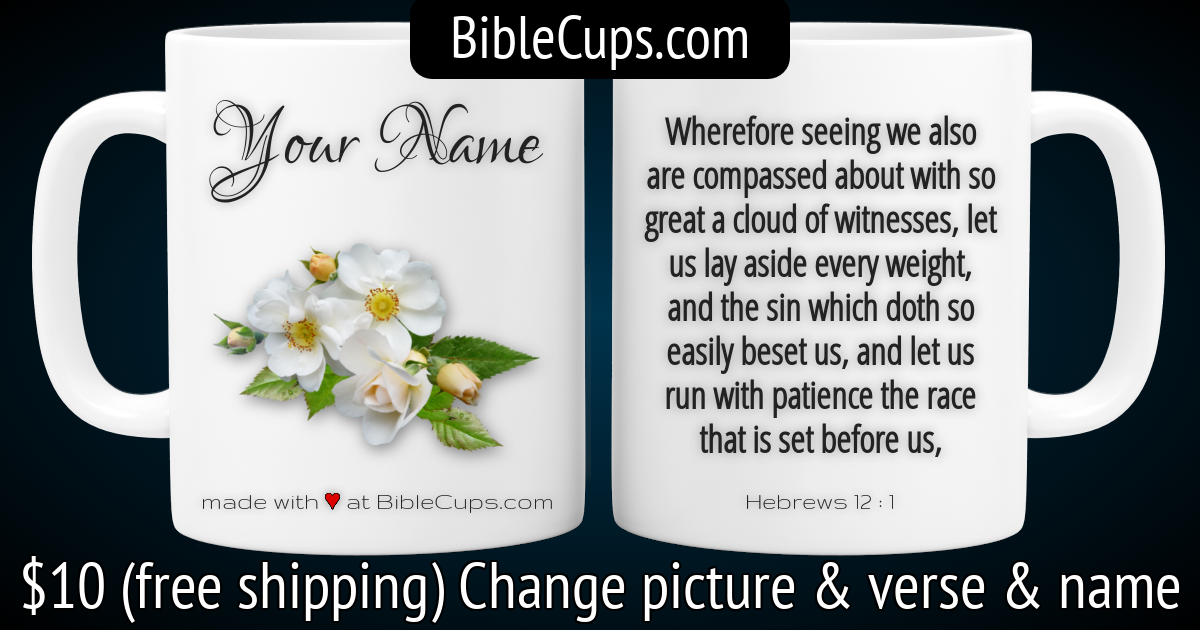 BibleCups.com
Your Name
made with ♥ at BibleCups.com
Wherefore seeing we also
are compassed about with so
great a cloud of witnesses, let
us lay aside every weight,
and the sin which doth so
easily beset us, and let us
run with patience the race
that is set before us,
Hebrews 12 : 1
$10 (free shipping) Change picture & verse & name